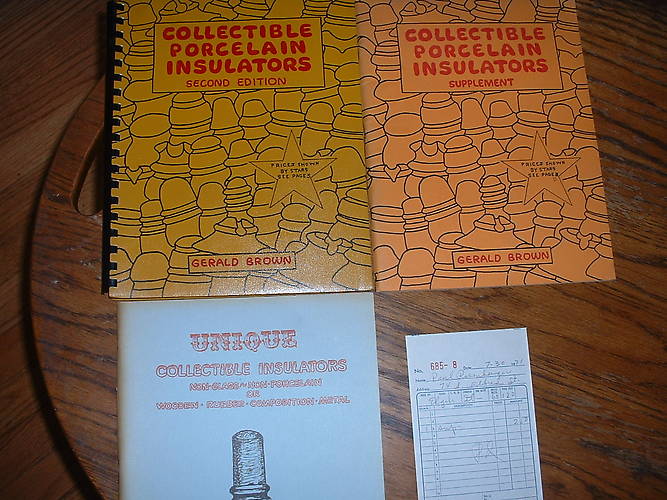 COLLECTIBLE
PORCELAIN
INSULATORS
SECOND EDITION
PRICES SHOWN
BY STARS
SEE PAGES
GERALD BROWN
COLLECTIBLE
PORCELAIN
INSULATORS
SUPPLEMENT
PRICES SHOWN
BY STARS
SEE PAGES
GERALD BROWN
UNIQUE
COLLECTIBLE INSULATORS
NON-GLASS~NON-PORCELAIN
OR
WOODEN · RUBBER · COMPOSITION · METAL
No. 685-8